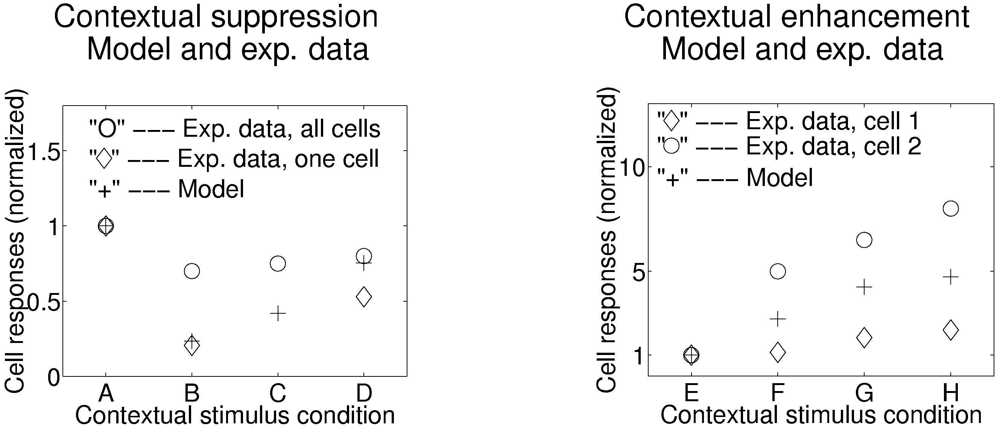 Contextual suppression
Model and exp. data
Cell responses (normalized)
"O" --- Exp. data, all cells
"◇" --- Exp. data, one cell
"+" --- Model
1.5
1
0.5
0
A B C D
Contextual stimulus condition
Contextual enhancement
Model and exp. data
Cell responses (normalized)
"◇" --- Exp. data, cell 1
"○" --- Exp. data, cell 2
"+" --- Model
10
5
1
E F G H
Contextual stimulus condition